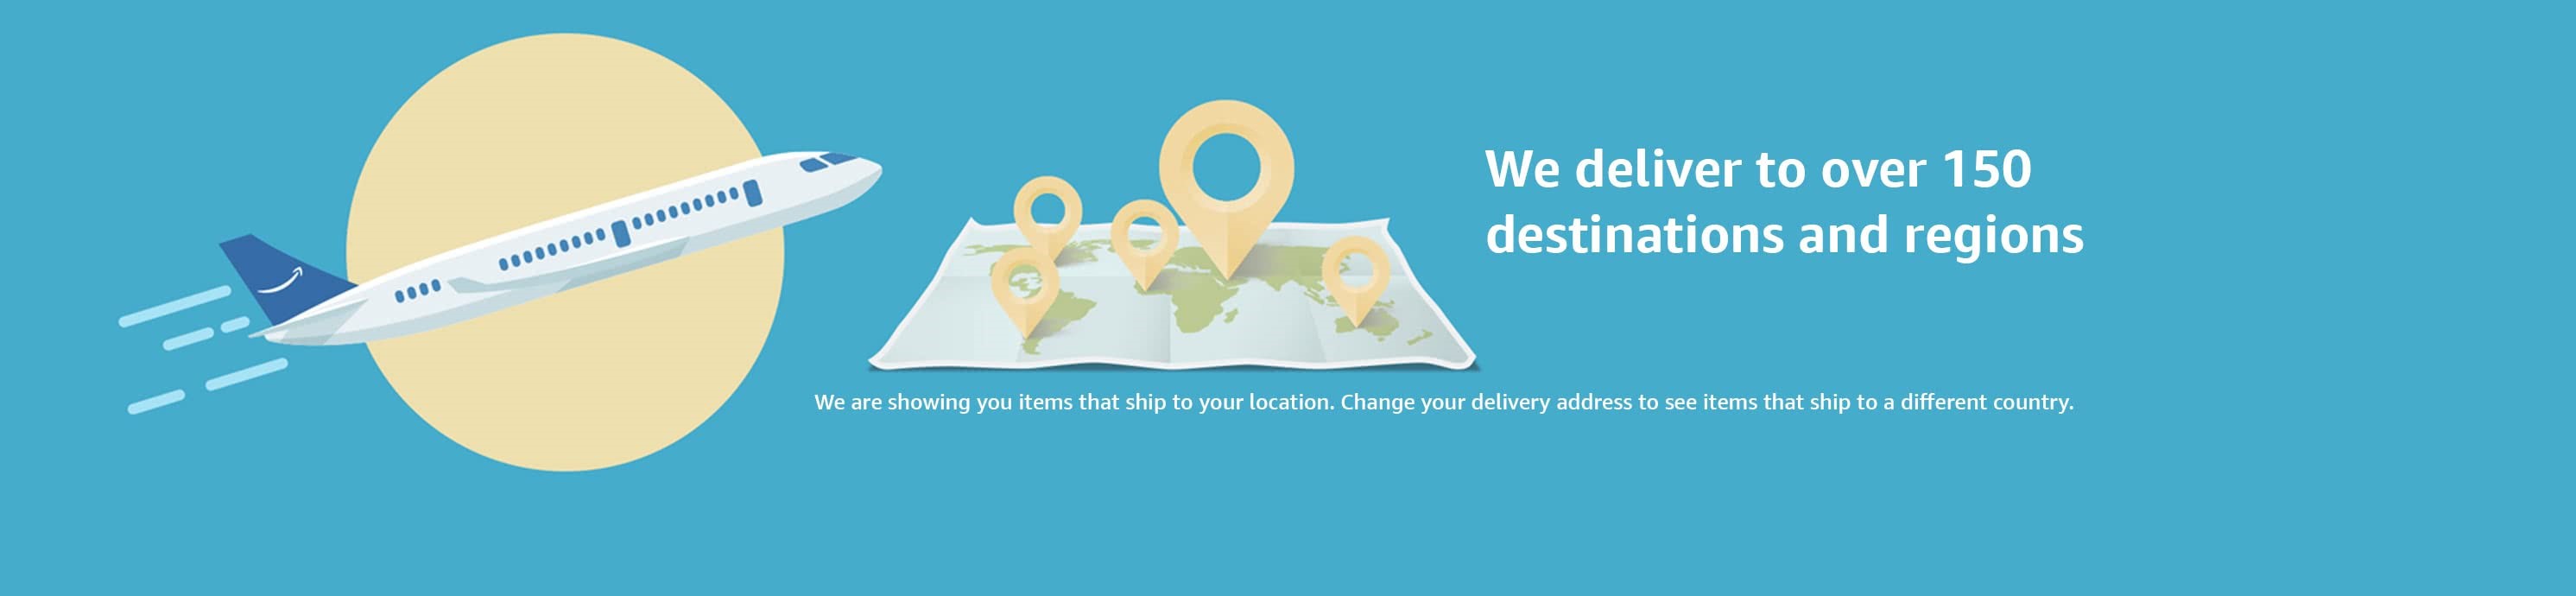 We deliver to over 150
destinations and regions
We are showing you items that ship to your location. Change your delivery address to see items that ship to a different country.